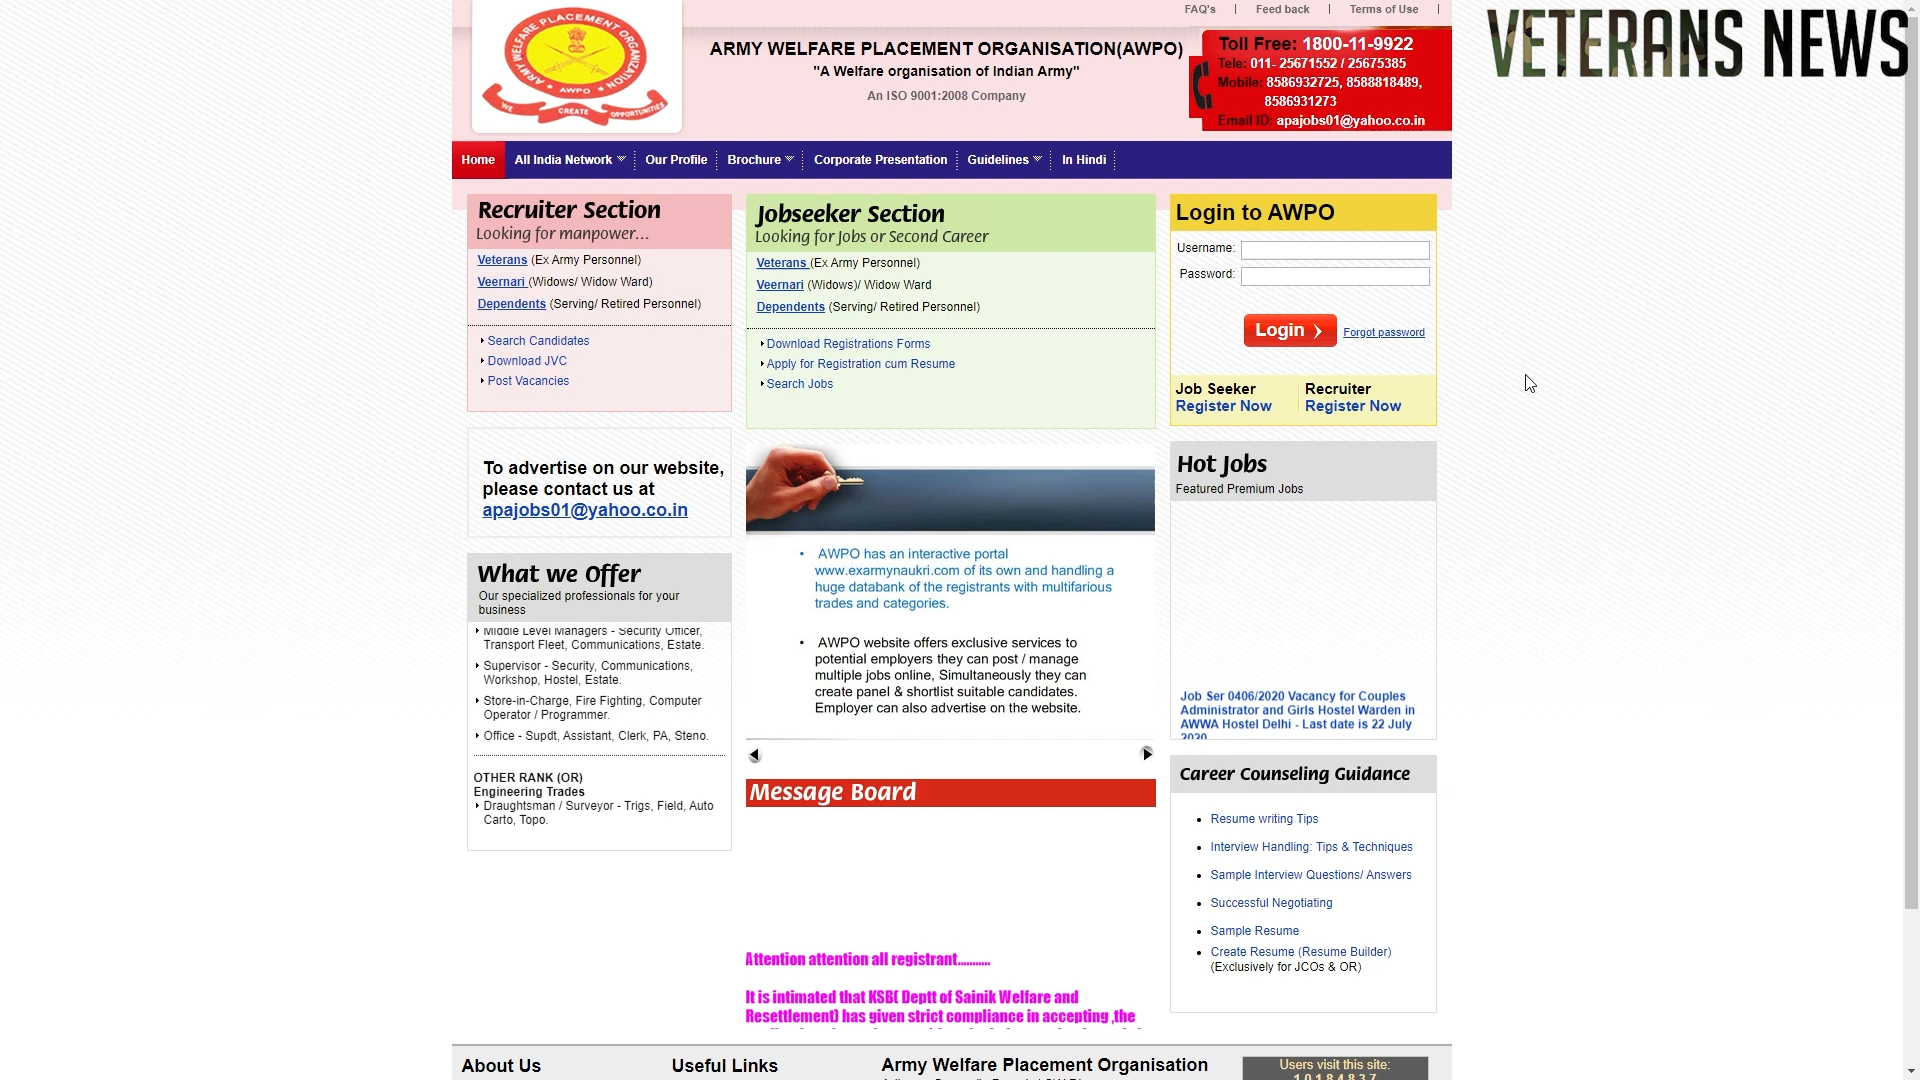 FAQ's | Feed back | Terms of Use |
VETERANS NEWS
ARMY WELFARE PLACEMENT ORGANIZATION
AWPO
WE CREATE OPPORTUNITIES
ARMY WELFARE PLACEMENT ORGANISATION(AWPO)
"A Welfare organisation of Indian Army"
An ISO 9001:2008 Company
Toll Free: 1800-11-9922
Tele: 011- 25671552 / 25675385
Mobile: 8586932725, 8588818489,
8586931273
Email ID: apajobs01@yahoo.co.in
Home All India Network Our Profile Brochure Corporate Presentation Guidelines In Hindi
Recruiter Section
Looking for manpower...
Veterans (Ex Army Personnel)
Veernari (Widows/ Widow Ward)
Dependents (Serving/ Retired Personnel)
Search Candidates
Download JVC
Post Vacancies
To advertise on our website,
please contact us at
apajobs01@yahoo.co.in
What we Offer
Our specialized professionals for your
business
Middle Level Managers - Security Officer,
Transport Fleet, Communications, Estate.
Supervisor - Security, Communications,
Workshop, Hostel, Estate.
Store-in-Charge, Fire Fighting, Computer
Operator / Programmer.
Office - Supdt, Assistant, Clerk, PA, Steno.
OTHER RANK (OR)
Engineering Trades
Draughtsman / Surveyor - Trigs, Field, Auto
Carto, Topo.
Jobseeker Section
Looking for Jobs or Second Career
Veterans (Ex Army Personnel)
Veernari (Widows)/ Widow Ward
Dependents (Serving/ Retired Personnel)
Download Registrations Forms
Apply for Registration cum Resume
Search Jobs
• AWPO has an interactive portal
www.exarmynaukri.com of its own and handling a
huge databank of the registrants with multifarious
trades and categories.
• AWPO website offers exclusive services to
potential employers they can post / manage
multiple jobs online, Simultaneously they can
create panel & shortlist suitable candidates.
Employer can also advertise on the website.
Message Board
Attention attention all registrant...........
It is intimated that KSB( Deptt of Sainik Welfare and
Resettlement) has given strict compliance in accepting ,the
Login to AWPO
Username:
Password:
Login
Forgot password
Job Seeker
Register Now
Recruiter
Register Now
Hot Jobs
Featured Premium Jobs
Job Ser 0406/2020 Vacancy for Couples
Administrator and Girls Hostel Warden in
AWWA Hostel Delhi - Last date is 22 July
2020
Career Counseling Guidance
• Resume writing Tips
• Interview Handling: Tips & Techniques
• Sample Interview Questions/ Answers
• Successful Negotiating
• Sample Resume
• Create Resume (Resume Builder)
(Exclusively for JCOs & OR)
About Us
Useful Links
Army Welfare Placement Organisation
Users visit this site: